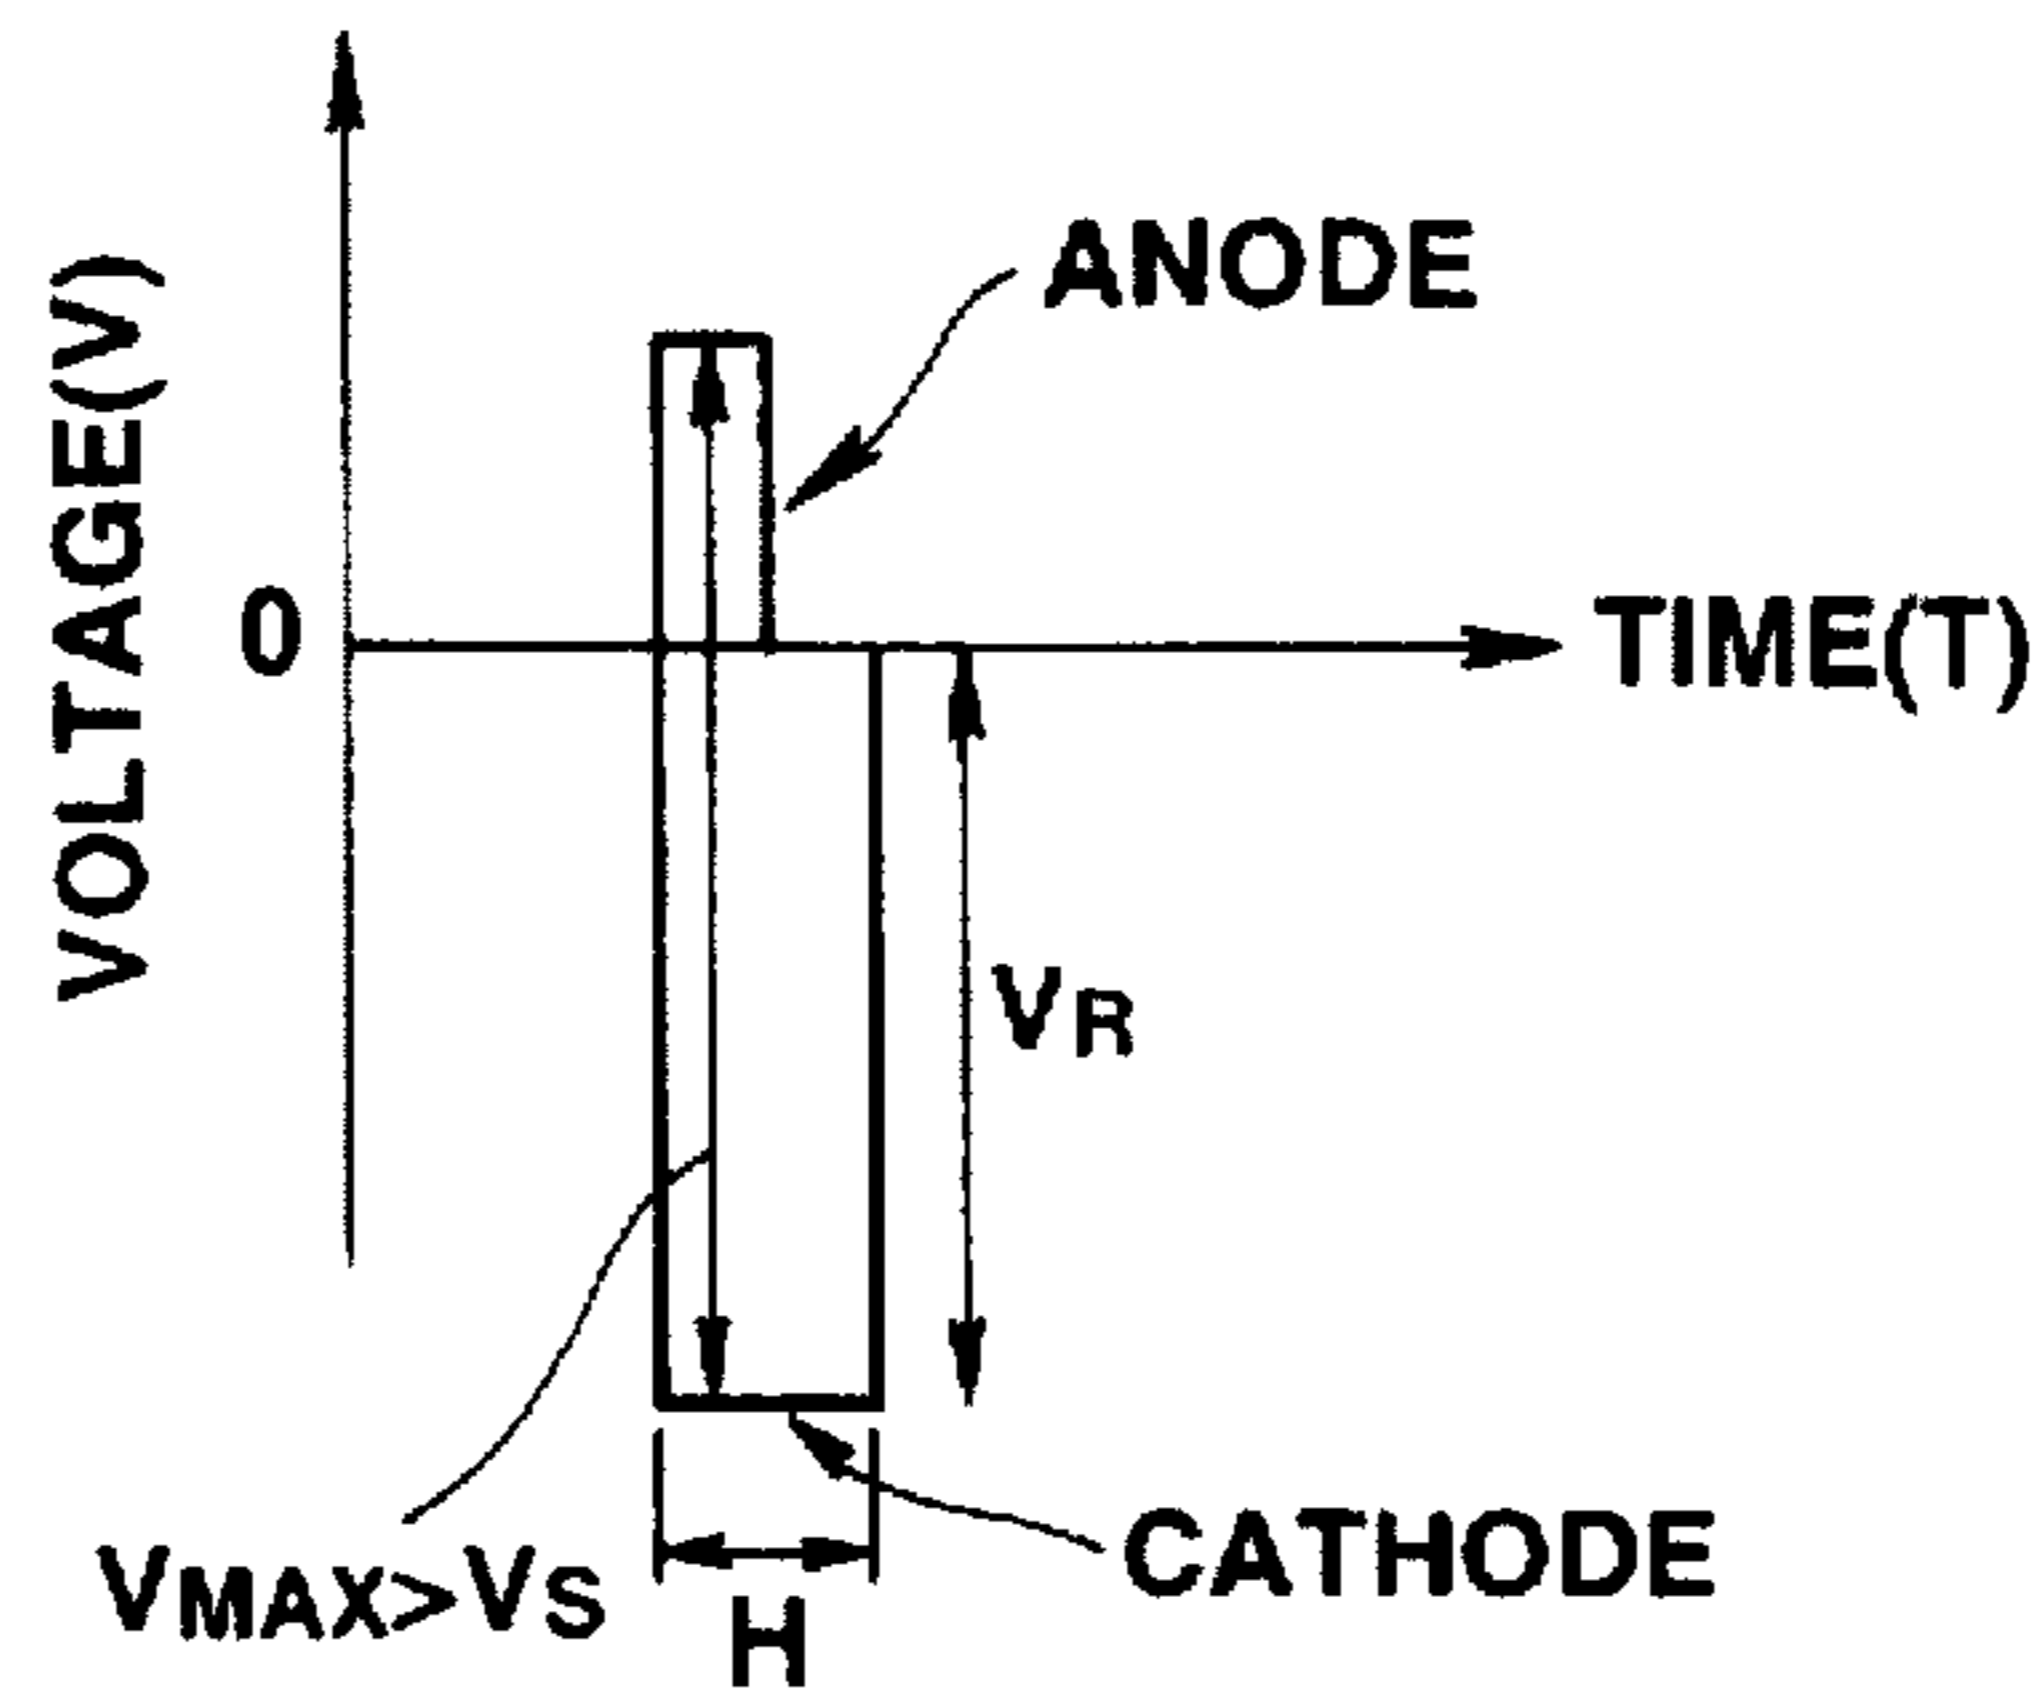 VOLTAGE(V)
ANODE
0
TIME(T)
VR
CATHODE
VMAX>VS
H